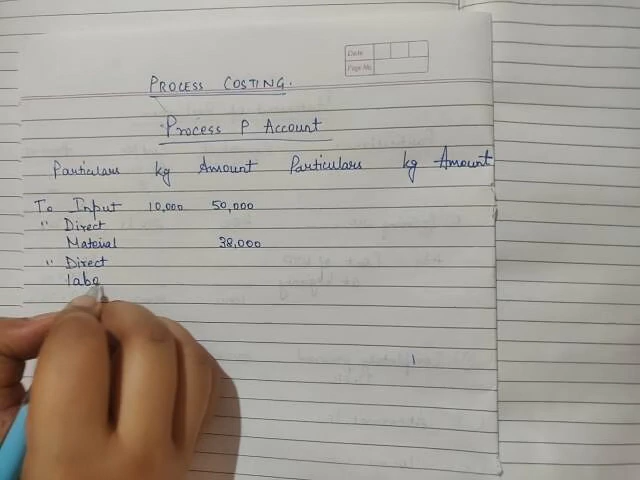 Date
Page No.
PROCESS COSTING.
Process P Account
Particulars kg Amount Particulars kg Amount
To Input 10,000 50,000
" Direct
Material 38,000
" Direct
labo